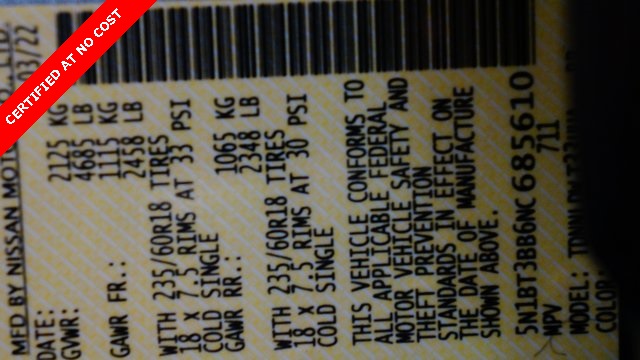 CERTIFIED AT NO COST
MFD BY NISSAN
DATE: 03/22
GVWR: 2125 KG
4685 LB
GAWR FR.: 1115 KG
2458 LB
WITH 235/60R18 TIRES
18 X 7.5 RIMS AT 33 PSI
COLD SINGLE
GAWR RR.: 1065 KG
2348 LB
WITH 235/60R18 TIRES
18 X 7.5 RIMS AT 30 PSI
COLD SINGLE
THIS VEHICLE CONFORMS TO
ALL APPLICABLE FEDERAL
MOTOR VEHICLE SAFETY AND
THEFT PREVENTION
STANDARDS IN EFFECT ON
THE DATE OF MANUFACTURE
SHOWN ABOVE.
5N1BT3BB6NC685610
MPV 711
MODEL:
COLOR